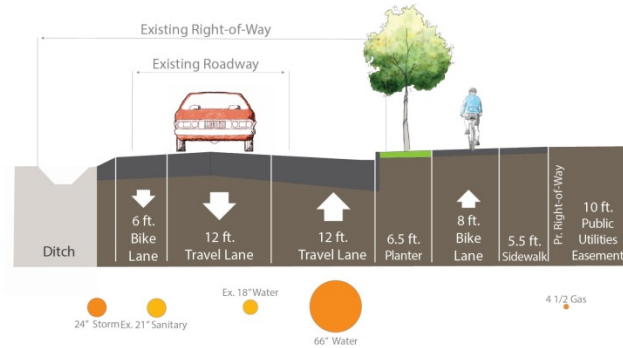 Existing Right-of-Way
Existing Roadway
Ditch
6 ft.
Bike
Lane
12 ft.
Travel Lane
12 ft.
Travel Lane
6.5 ft.
Planter
8 ft.
Bike
Lane
5.5 ft.
Sidewalk
Pr. Right-of-Way
10 ft.
Public
Utilities
Easement
24" Storm
Ex. 21" Sanitary
Ex. 18" Water
66" Water
4 1/2 Gas